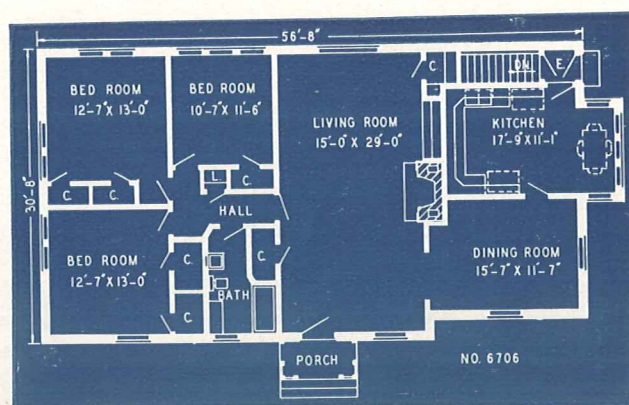 56'-8"
BED ROOM
12'-7" X 13'-0"
BED ROOM
10'-7" X 11'-6"
LIVING ROOM
15'-0" X 29'-0"
C.
DN.
E.
KITCHEN
17'-9" X 11'-1"
30'-8"
C.
C.
L.
C.
HALL
BED ROOM
12'-7" X 13'-0"
C.
C.
C.
BATH
DINING ROOM
15'-7" X 11'-7"
PORCH
NO. 6706